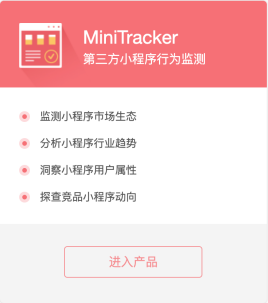 MiniTracker
第三方小程序行为监测
监测小程序市场生态
分析小程序行业趋势
洞察小程序用户属性
探查竞品小程序动向
进入产品